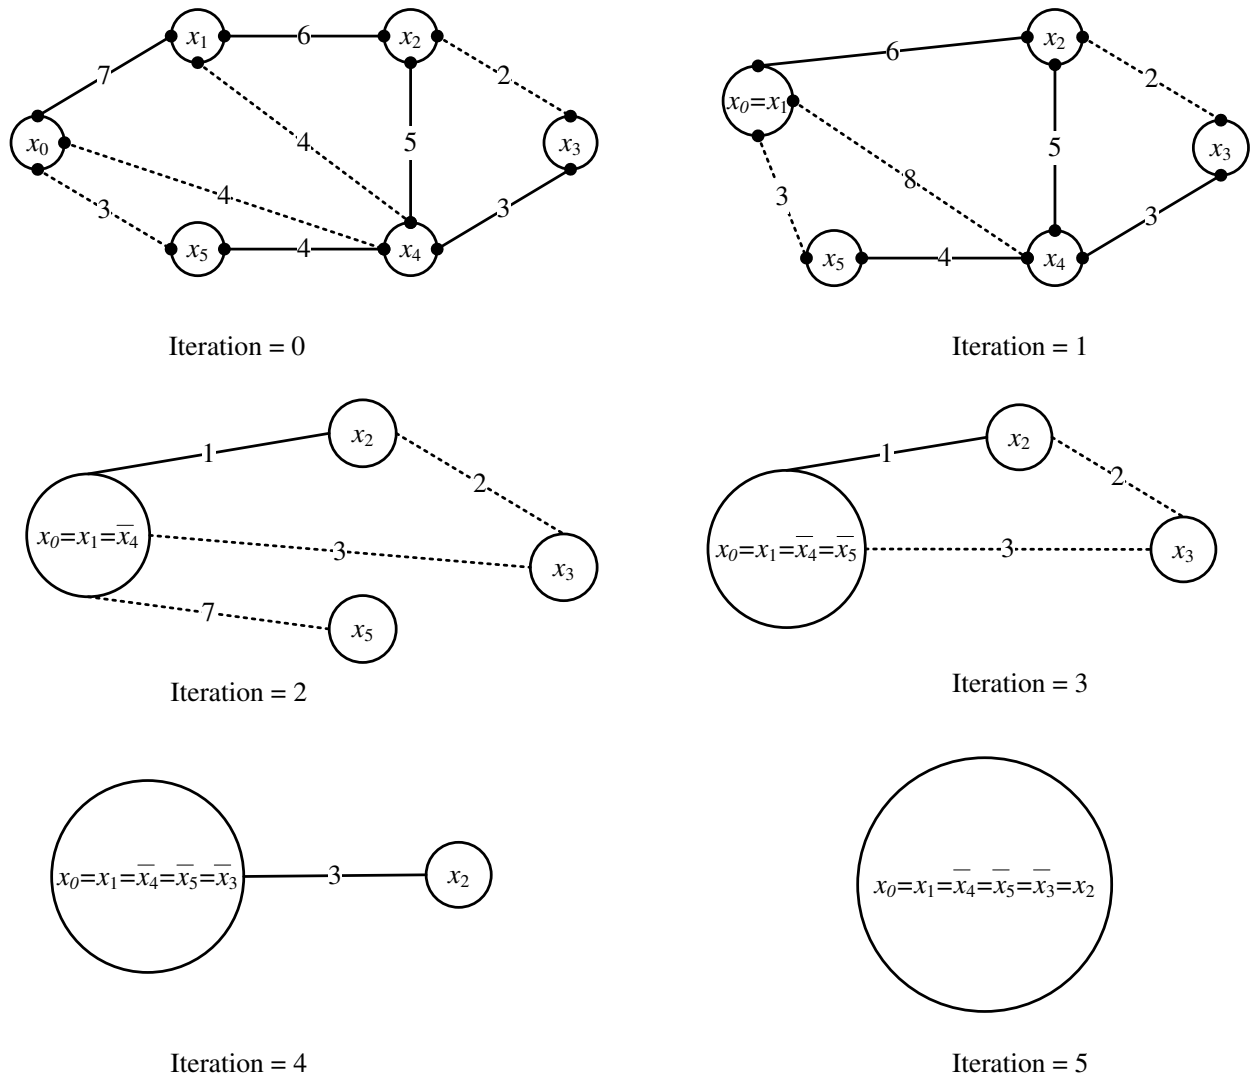 x1 6 x2
7 2
4 5
x0 x3
4
3 3
x5 4 x4
Iteration = 0
x2
6 2
x0=x1
5 x3
8
3 3
x5 4 x4
Iteration = 1
x2
1
2
x0=x1=x̅4
3
x3
7
x5
Iteration = 2
x2
1
2
x0=x1=x̅4=x̅5 3 x3
Iteration = 3
x0=x1=x̅4=x̅5=x̅3 3 x2
Iteration = 4
x0=x1=x̅4=x̅5=x̅3=x2
Iteration = 5